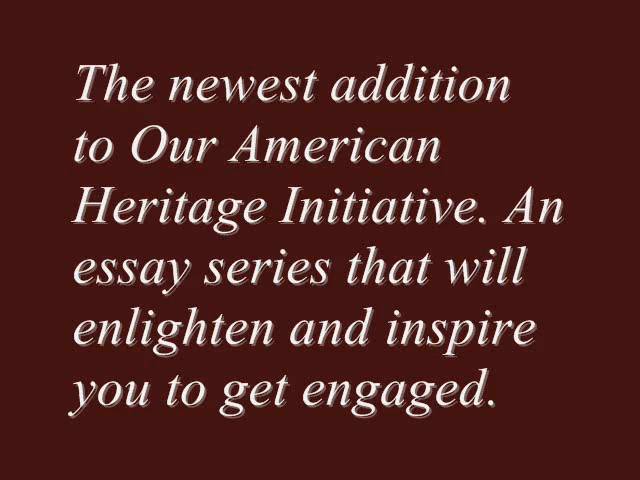 The newest addition
to Our American
Heritage Initiative. An
essay series that will
enlighten and inspire
you to get engaged.